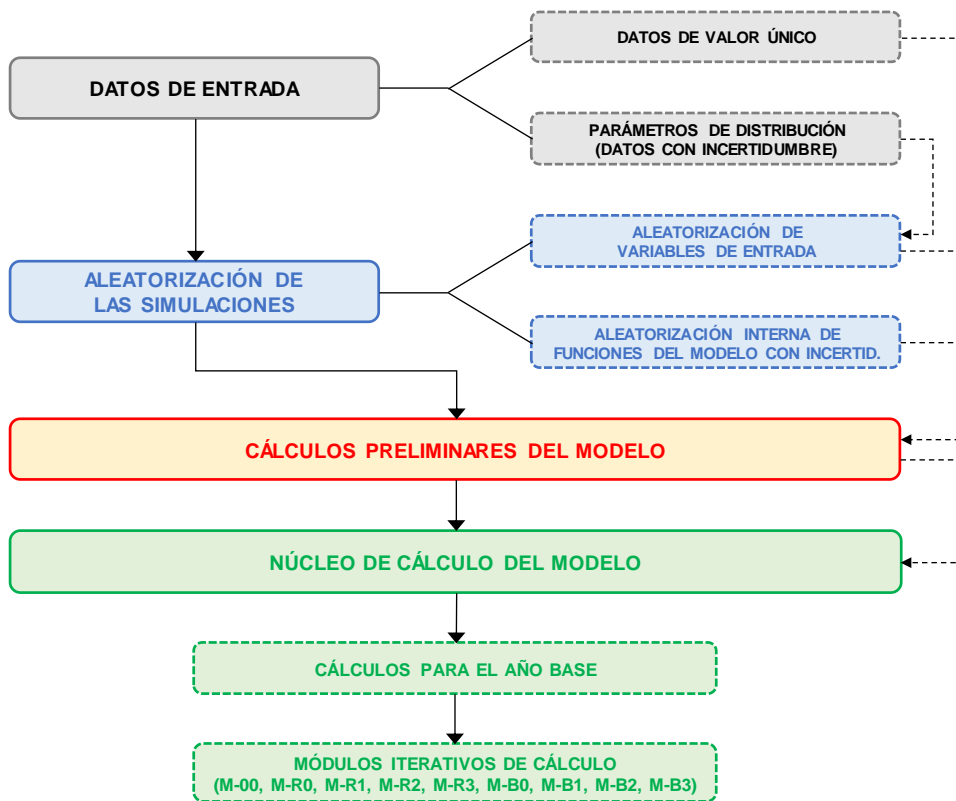 DATOS DE VALOR ÚNICO
DATOS DE ENTRADA
PARÁMETROS DE DISTRIBUCIÓN
(DATOS CON INCERTIDUMBRE)
ALEATORIZACIÓN DE
VARIABLES DE ENTRADA
ALEATORIZACIÓN DE
LAS SIMULACIONES
ALEATORIZACIÓN INTERNA DE
FUNCIONES DEL MODELO CON INCERTID.
CÁLCULOS PRELIMINARES DEL MODELO
NÚCLEO DE CÁLCULO DEL MODELO
CÁLCULOS PARA EL AÑO BASE
MÓDULOS ITERATIVOS DE CÁLCULO
(M-00, M-R0, M-R1, M-R2, M-R3, M-B0, M-B1, M-B2, M-B3)